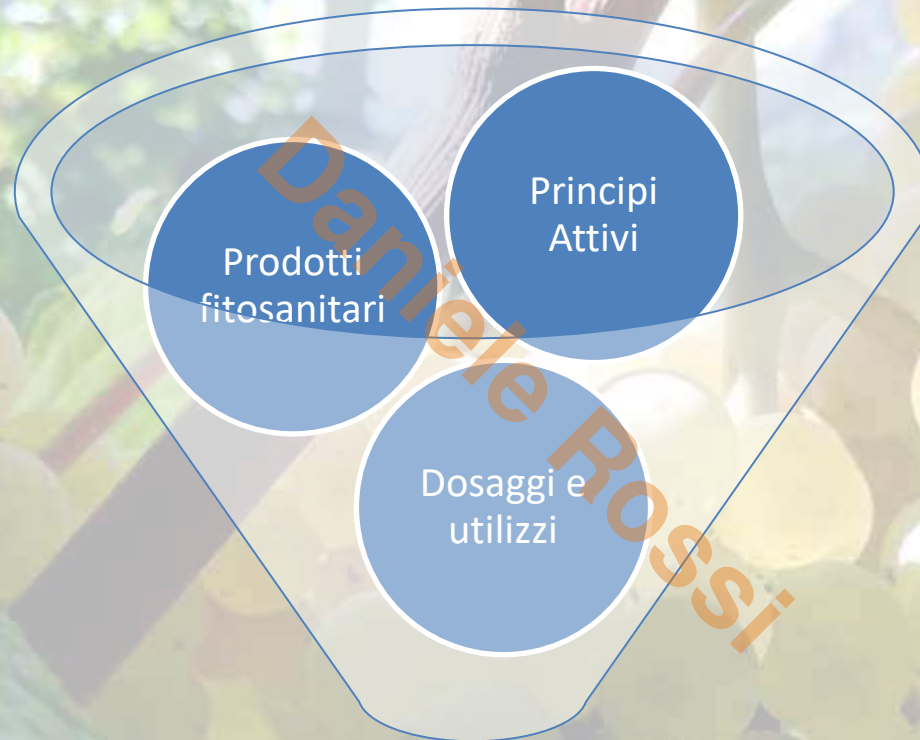 Prodotti
fitosanitari
Principi
Attivi
Dosaggi e
utilizzi
Daniele Rossi